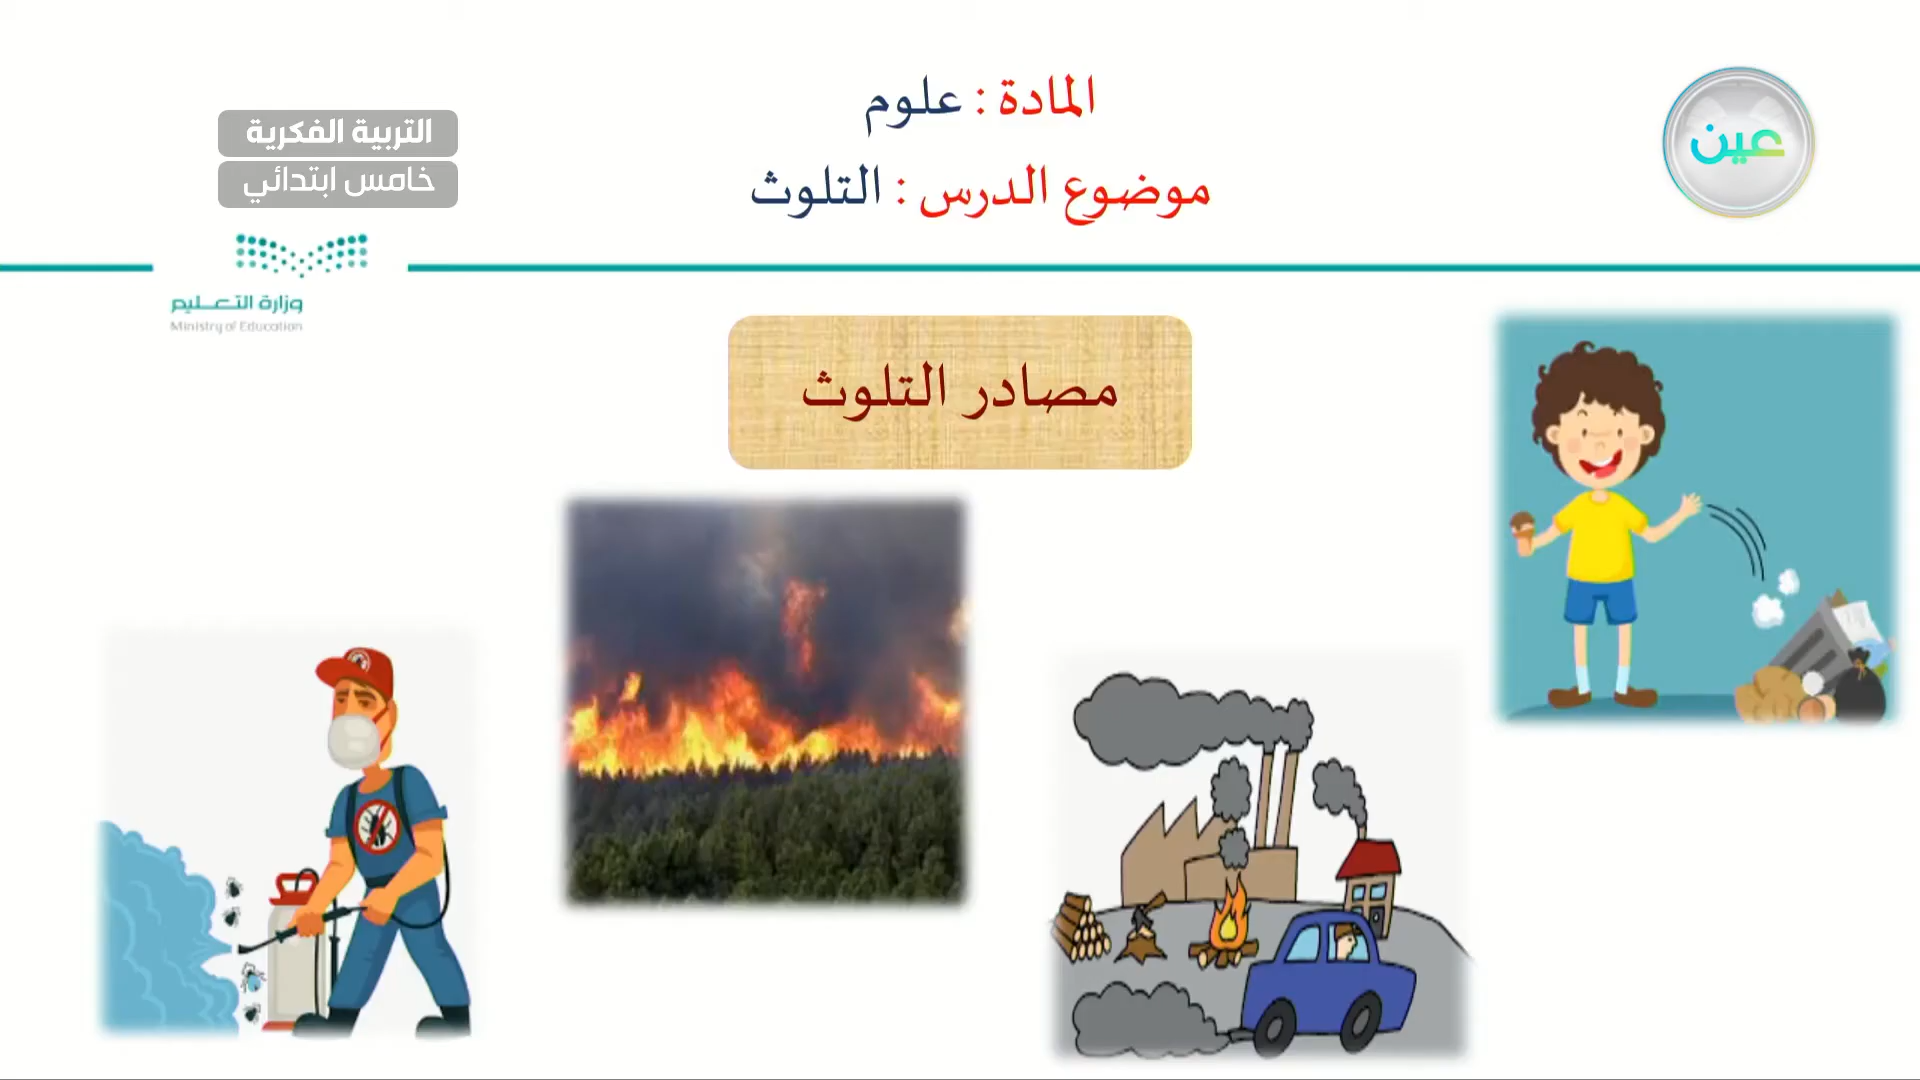 المادة : علوم
موضوع الدرس : التلوث
عين
التربية الفكرية
خامس ابتدائي
وزارة التعليم
Ministry of Education
مصادر التلوث